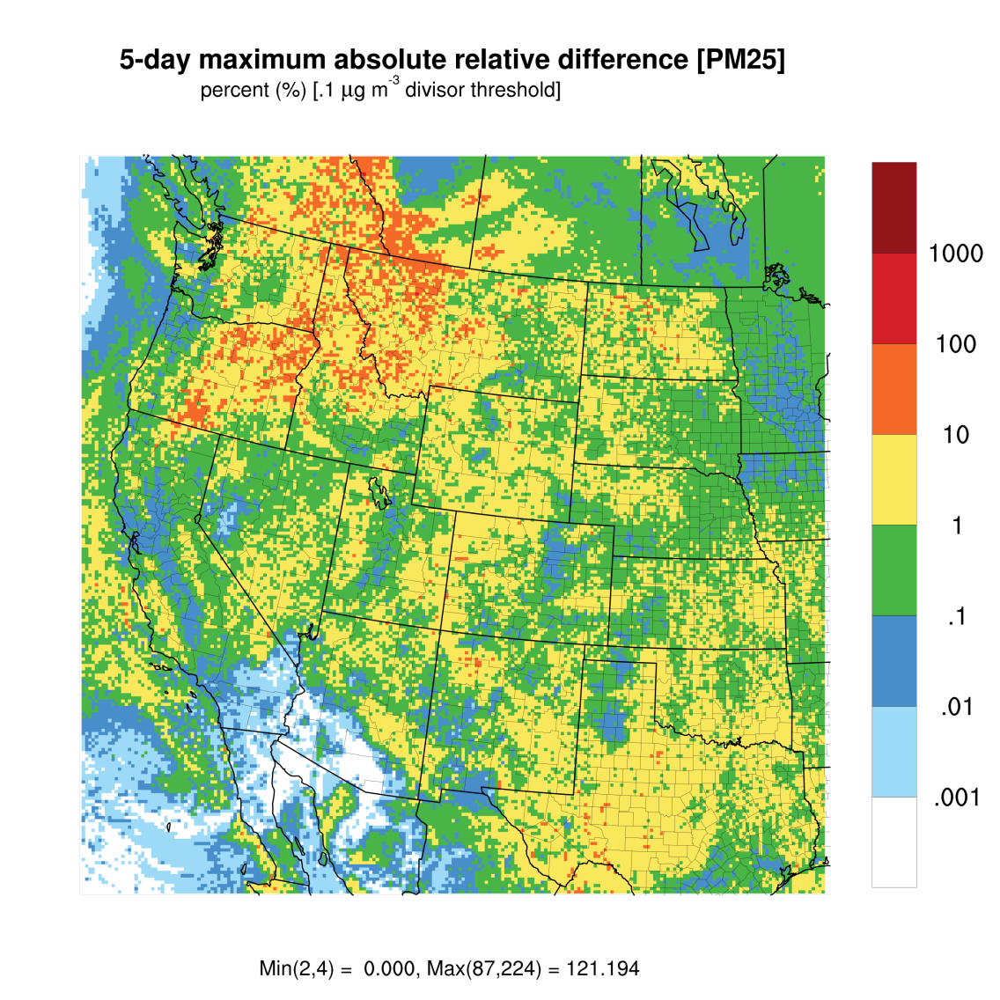 5-day maximum absolute relative difference [PM25]
percent (%) [.1 μg m-3 divisor threshold]
1000
100
10
1
.1
.01
.001
Min(2,4) = 0.000, Max(87,224) = 121.194